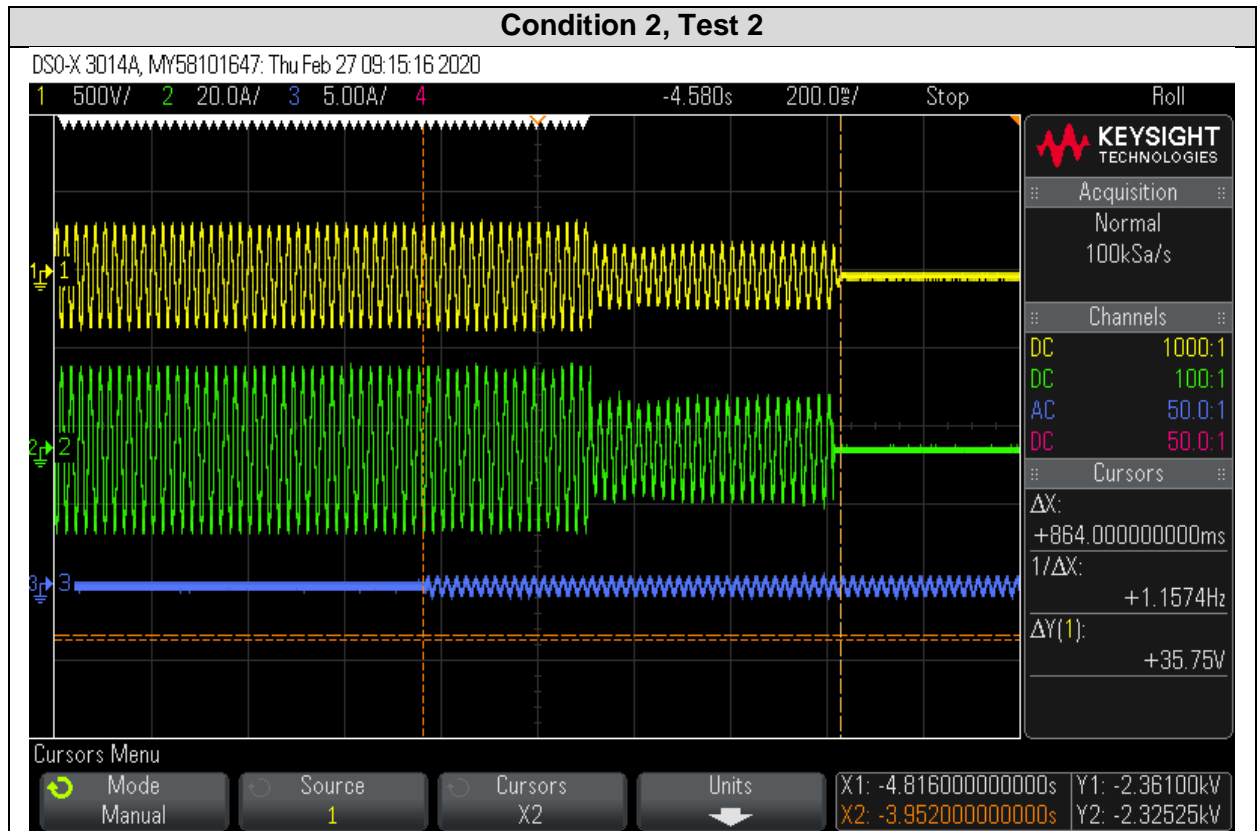 Condition 2, Test 2
DSO-X 3014A, MY58101647: Thu Feb 27 09:15:16 2020
1 500V/ 2 20.0A/ 3 5.00A/ 4 -4.580s 200.0ms/ Stop Roll
KEYSIGHT
TECHNOLOGIES
Acquisition
Normal
100kSa/s
Channels
DC 1000:1
DC 100:1
AC 50.0:1
DC 50.0:1
Cursors
ΔX:
+864.000000000ms
1/ΔX:
+1.1574Hz
ΔY(1):
+35.75V
1 1
2 2
3 3
Cursors Menu
Mode
Manual
Source
1
Cursors
X2
Units
X1: -4.816000000000s Y1: -2.36100kV
X2: -3.952000000000s Y2: -2.32525kV